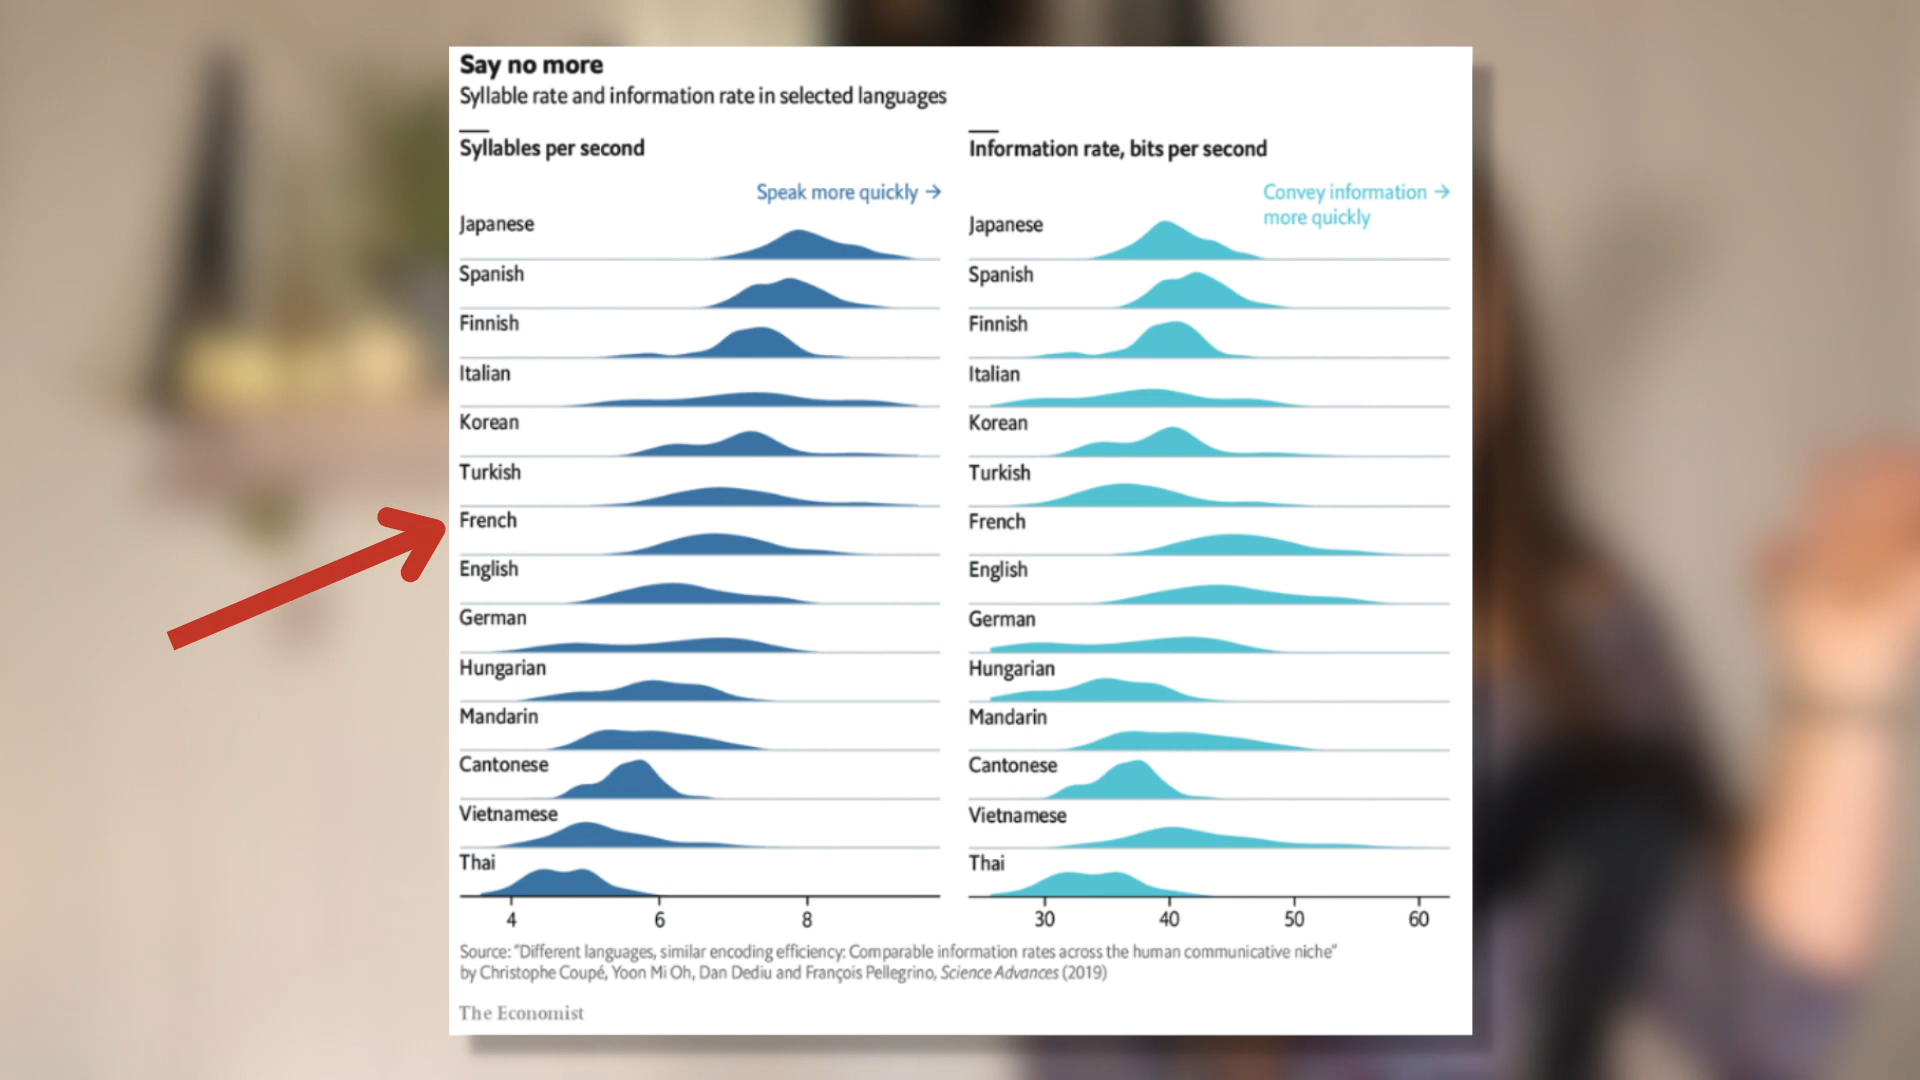 Say no more
Syllable rate and information rate in selected languages
Syllables per second
Speak more quickly →
Japanese
Spanish
Finnish
Italian
Korean
Turkish
French
English
German
Hungarian
Mandarin
Cantonese
Vietnamese
Thai
4 6 8
Information rate, bits per second
Convey information →
more quickly
Japanese
Spanish
Finnish
Italian
Korean
Turkish
French
English
German
Hungarian
Mandarin
Cantonese
Vietnamese
Thai
30 40 50 60
Source: "Different languages, similar encoding efficiency: Comparable information rates across the human communicative niche"
by Christophe Coupé, Yoon Mi Oh, Dan Dediu and François Pellegrino, Science Advances (2019)
The Economist